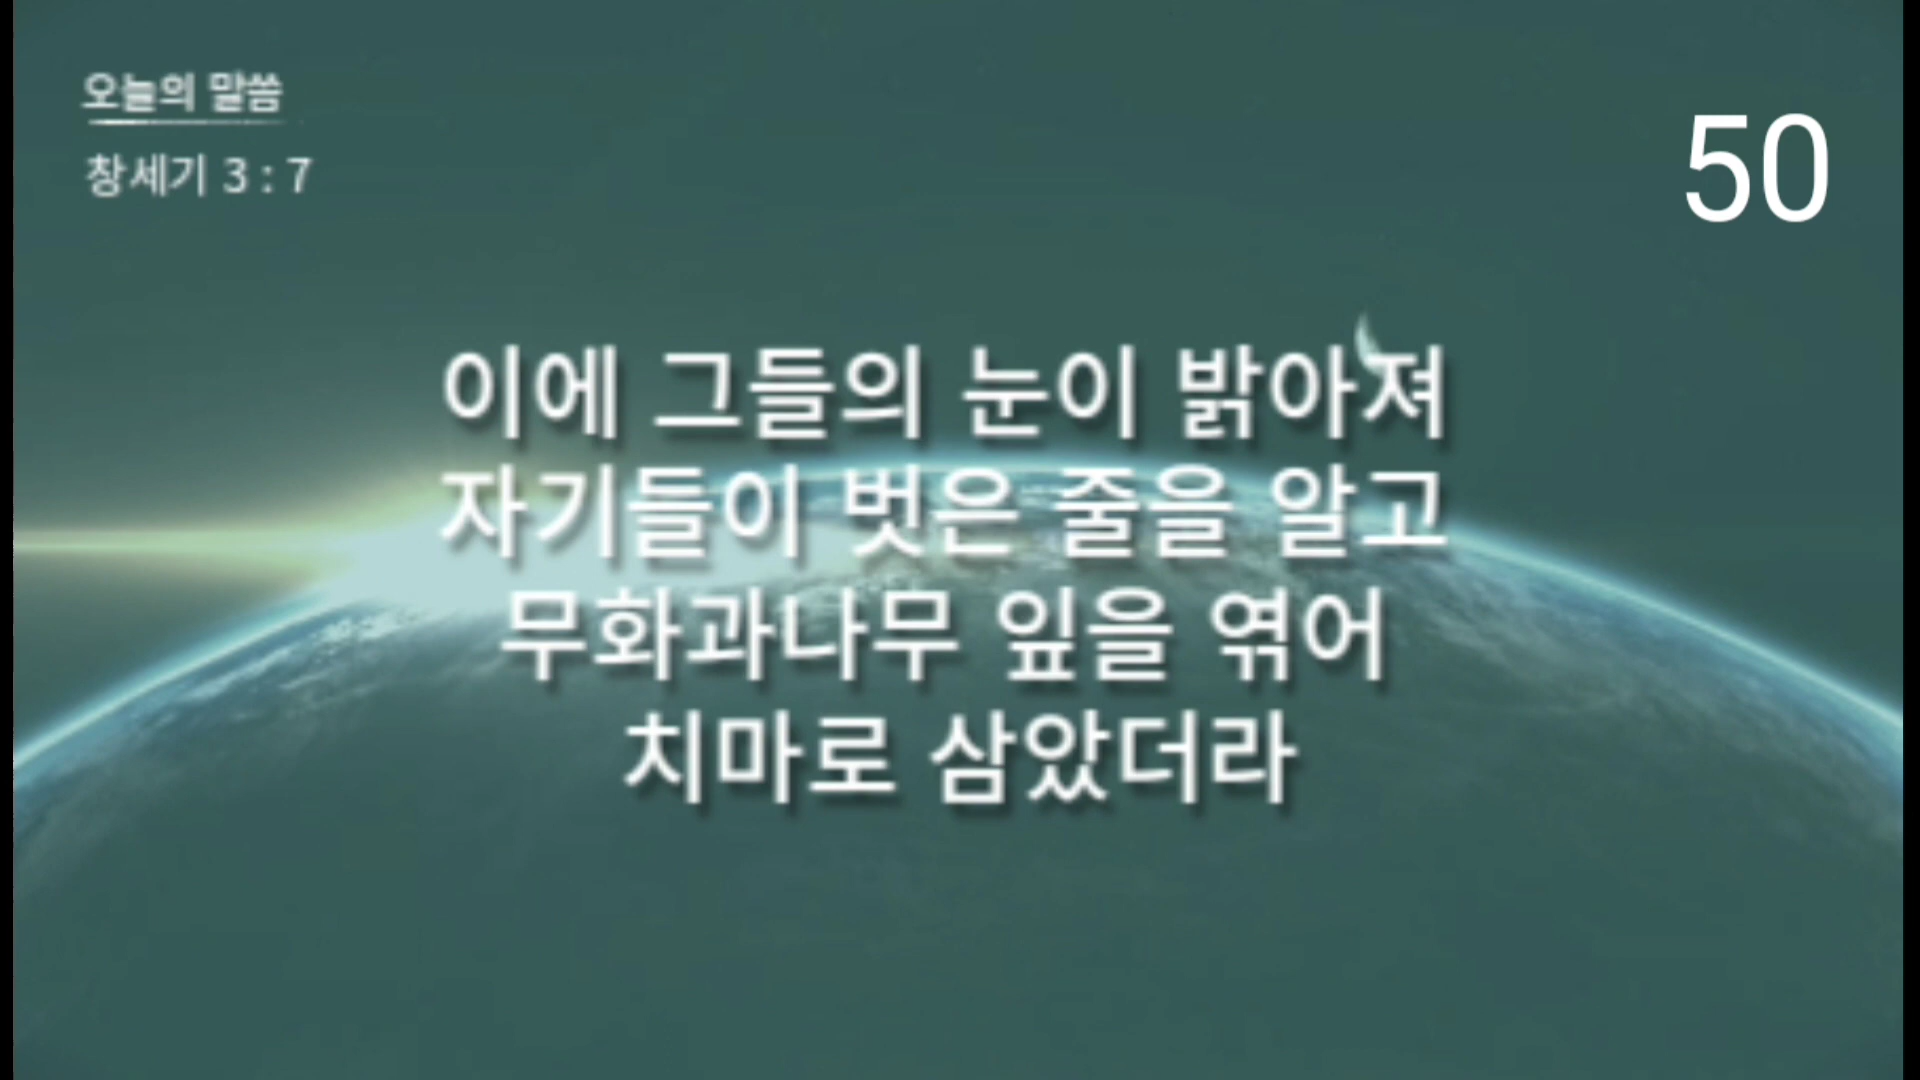 오늘의 말씀
창세기 3 : 7
50
이에 그들의 눈이 밝아져
자기들이 벗은 줄을 알고
무화과나무 잎을 엮어
치마로 삼았더라